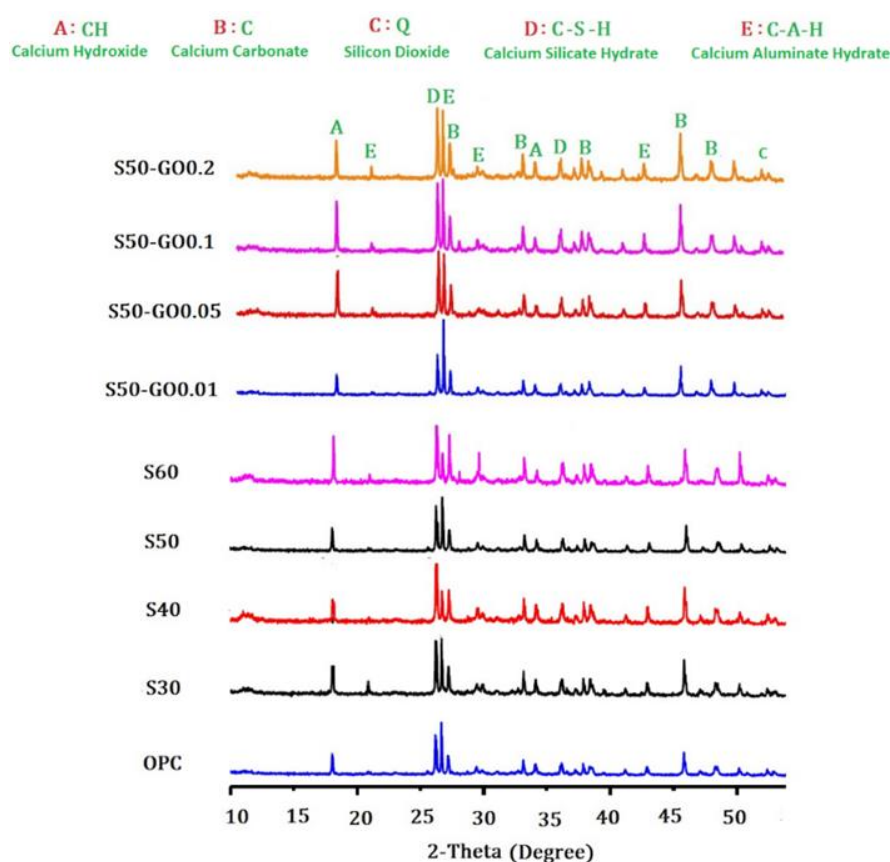 A: CH B: C C: Q D: C-S-H E: C-A-H
Calcium Hydroxide Calcium Carbonate Silicon Dioxide Calcium Silicate Hydrate Calcium Aluminate Hydrate
D E
A B B
E E B A D B E B C
S50-GO0.2
S50-GO0.1
S50-GO0.05
S50-GO0.01
S60
S50
S40
S30
OPC
10 15 20 25 30 35 40 45 50
2-Theta (Degree)